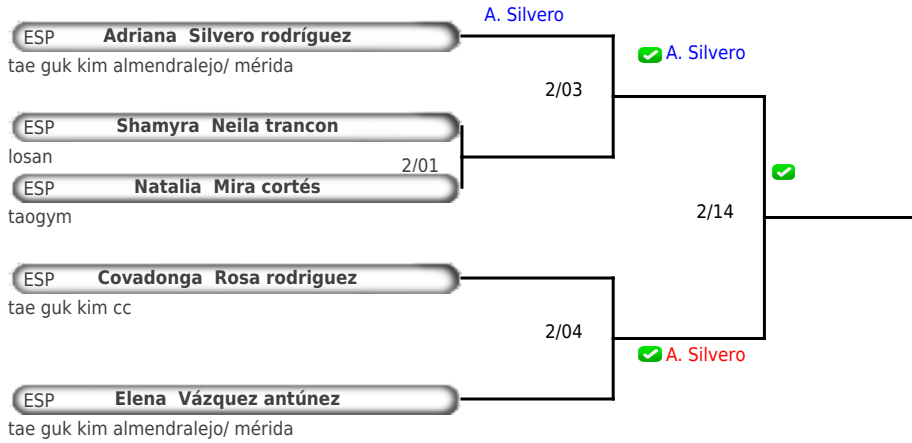 A. Silvero
ESP Adriana Silvero rodríguez
tae guk kim almendralejo/ mérida
A. Silvero
2/03
ESP Shamyra Neila trancon
losan
2/01
ESP Natalia Mira cortés
taogym
2/14
ESP Covadonga Rosa rodriguez
tae guk kim cc
2/04
A. Silvero
ESP Elena Vázquez antúnez
tae guk kim almendralejo/ mérida